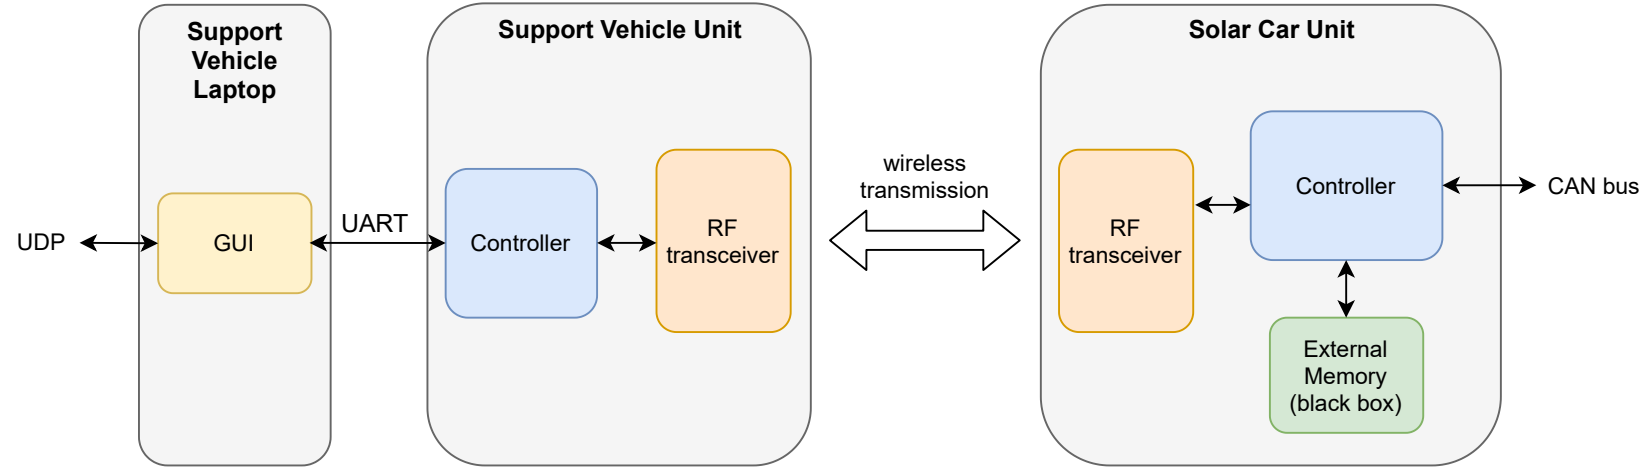 Support
Vehicle
Laptop
UDP
GUI
UART
Support Vehicle Unit
Controller
RF
transceiver
wireless
transmission
Solar Car Unit
RF
transceiver
Controller
CAN bus
External
Memory
(black box)